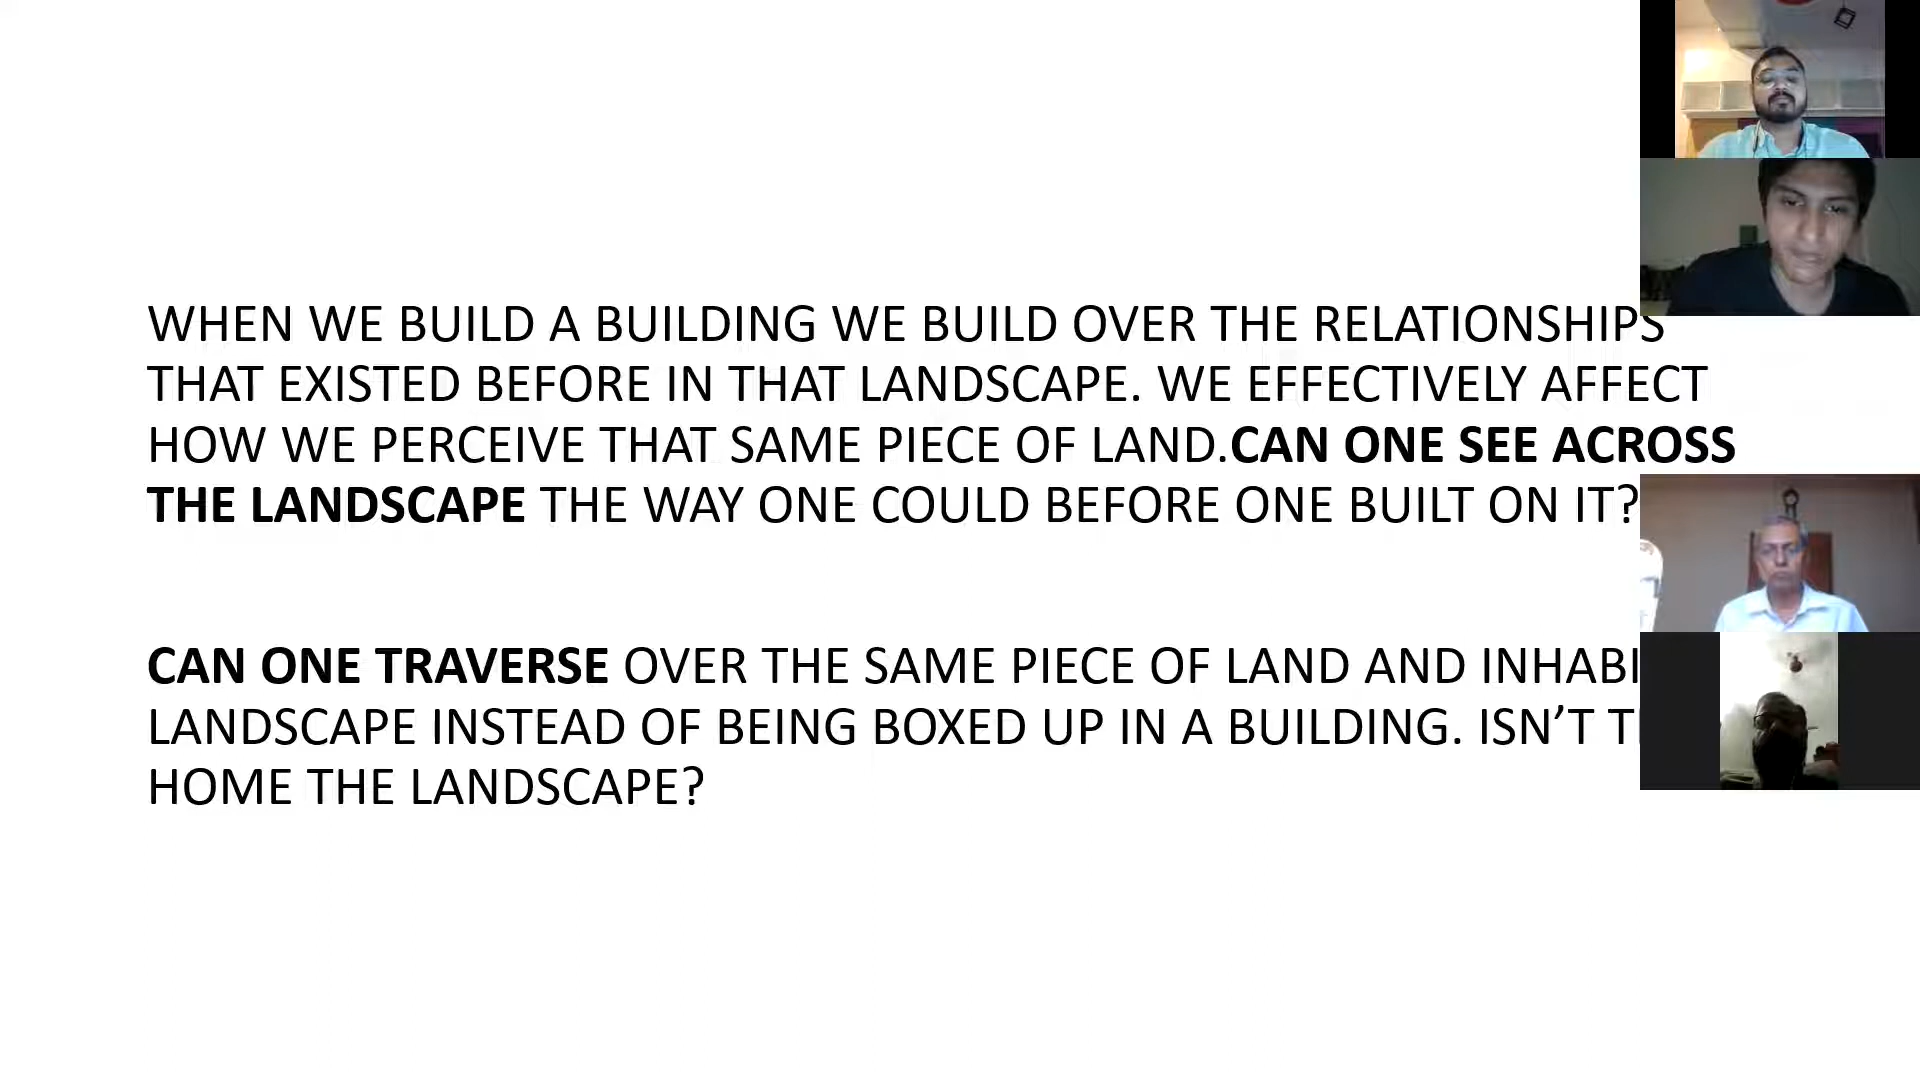 WHEN WE BUILD A BUILDING WE BUILD OVER THE RELATIONSHIPS
THAT EXISTED BEFORE IN THAT LANDSCAPE. WE EFFECTIVELY AFFECT
HOW WE PERCEIVE THAT SAME PIECE OF LAND.CAN ONE SEE ACROSS
THE LANDSCAPE THE WAY ONE COULD BEFORE ONE BUILT ON IT?
CAN ONE TRAVERSE OVER THE SAME PIECE OF LAND AND
LANDSCAPE INSTEAD OF BEING BOXED UP IN A BUILDING. ISN’T
HOME THE LANDSCAPE?